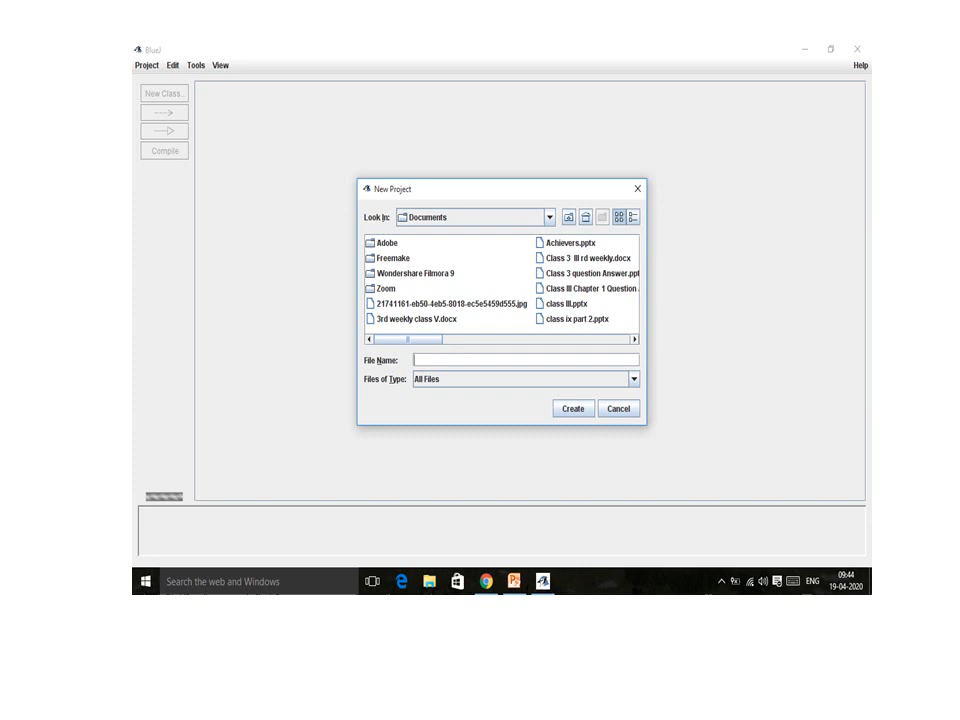 BlueJ
Project Edit Tools View Help
New Class...
Compile
New Project
Look In: Documents
Adobe
Freemake
Wondershare Filmora 9
Zoom
21741161-eb50-4eb5-8018-ec5e5459d555.jpg
3rd weekly class V.docx
Achievers.pptx
Class 3 III rd weekly.docx
Class 3 question Answer.ppt
Class III Chapter 1 Question
class III.pptx
class ix part 2.pptx
File Name:
Files of Type: All Files
Create Cancel
Search the web and Windows
ENG
09:44
19-04-2020